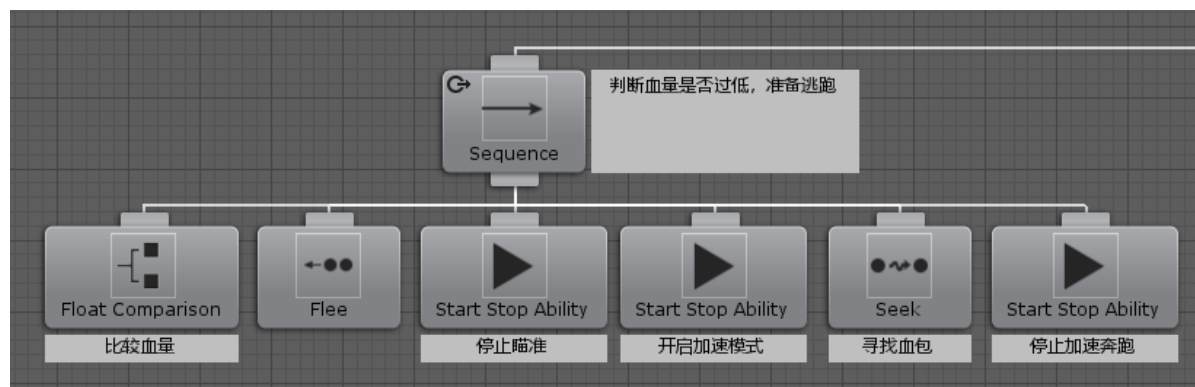 判断血量是否过低，准备逃跑
Sequence
Float Comparison
Flee
Start Stop Ability
Start Stop Ability
Seek
Start Stop Ability
比较血量
停止瞄准
开启加速模式
寻找血包
停止加速奔跑